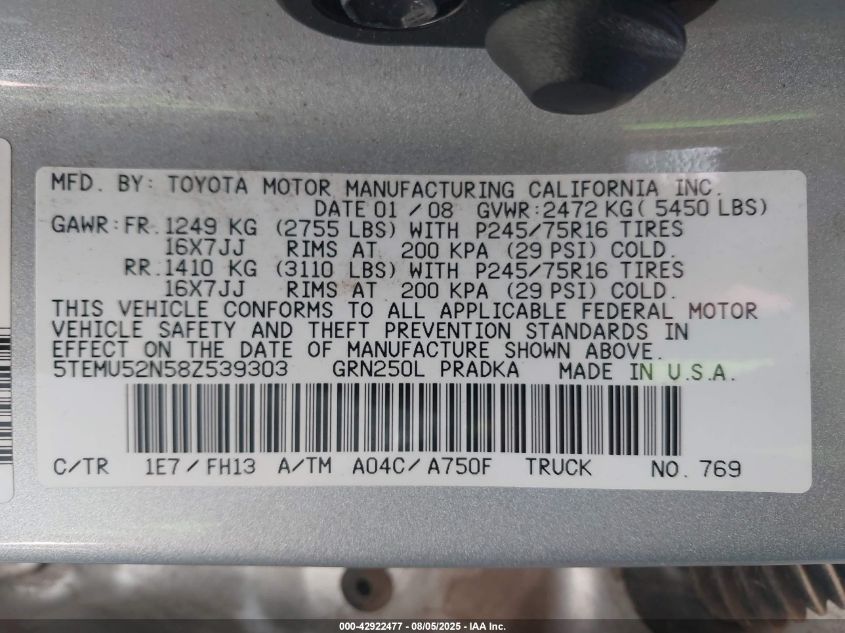 MFD. BY: TOYOTA MOTOR MANUFACTURING CALIFORNIA INC.
DATE 01 / 08 GVWR: 2472 KG ( 5450 LBS)
GAWR: FR. 1249 KG (2755 LBS) WITH P245/75R16 TIRES
16X7JJ RIMS AT 200 KPA (29 PSI) COLD.
RR. 1410 KG (3110 LBS) WITH P245/75R16 TIRES
16X7JJ RIMS AT 200 KPA (29 PSI) COLD.
THIS VEHICLE CONFORMS TO ALL APPLICABLE FEDERAL MOTOR
VEHICLE SAFETY AND THEFT PREVENTION STANDARDS IN
EFFECT ON THE DATE OF MANUFACTURE SHOWN ABOVE.
5TEMU52N58Z539303 GRN250L PRADKA MADE IN U.S.A.
C/TR 1E7 / FH13 A/TM A04C / A750F TRUCK NO. 769
000-42922477 - 08/05/2025 - IAA Inc.